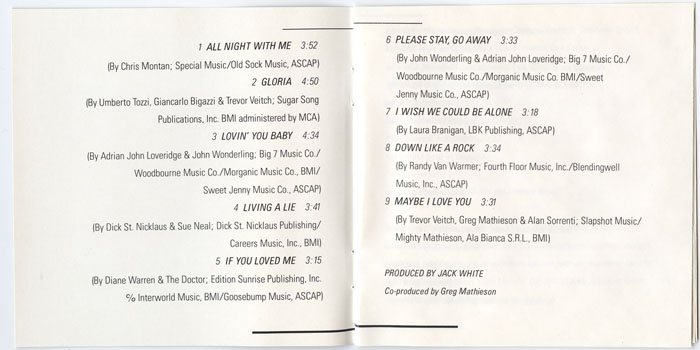 1 ALL NIGHT WITH ME 3:52
(By Chris Montan; Special Music/Old Sock Music, ASCAP)
2 GLORIA 4:50
(By Umberto Tozzi, Giancarlo Bigazzi & Trevor Veitch; Sugar Song
Publications, Inc. BMI administered by MCA)
3 LOVIN' YOU BABY 4:34
(By Adrian John Loveridge & John Wonderling; Big 7 Music Co./
Woodbourne Music Co./Morganic Music Co., BMI/
Sweet Jenny Music Co., ASCAP)
4 LIVING A LIE 3:41
(By Dick St. Nicklaus & Sue Neal; Dick St. Nicklaus Publishing/
Careers Music, Inc., BMI)
5 IF YOU LOVED ME 3:15
(By Diane Warren & The Doctor; Edition Sunrise Publishing, Inc.
℅ Interworld Music, BMI/Goosebump Music, ASCAP)
6 PLEASE STAY, GO AWAY 3:33
(By John Wonderling & Adrian John Loveridge; Big 7 Music Co./
Woodbourne Music Co./Morganic Music Co. BMI/Sweet
Jenny Music Co., ASCAP)
7 I WISH WE COULD BE ALONE 3:18
(By Laura Branigan, LBK Publishing, ASCAP)
8 DOWN LIKE A ROCK 3:34
(By Randy Van Warmer; Fourth Floor Music, Inc./Blendingwell
Music, Inc., ASCAP)
9 MAYBE I LOVE YOU 3:31
(By Trevor Veitch, Greg Mathieson & Alan Sorrenti; Slapshot Music/
Mighty Mathieson, Ala Bianca S.R.L., BMI)
PRODUCED BY JACK WHITE
Co-produced by Greg Mathieson